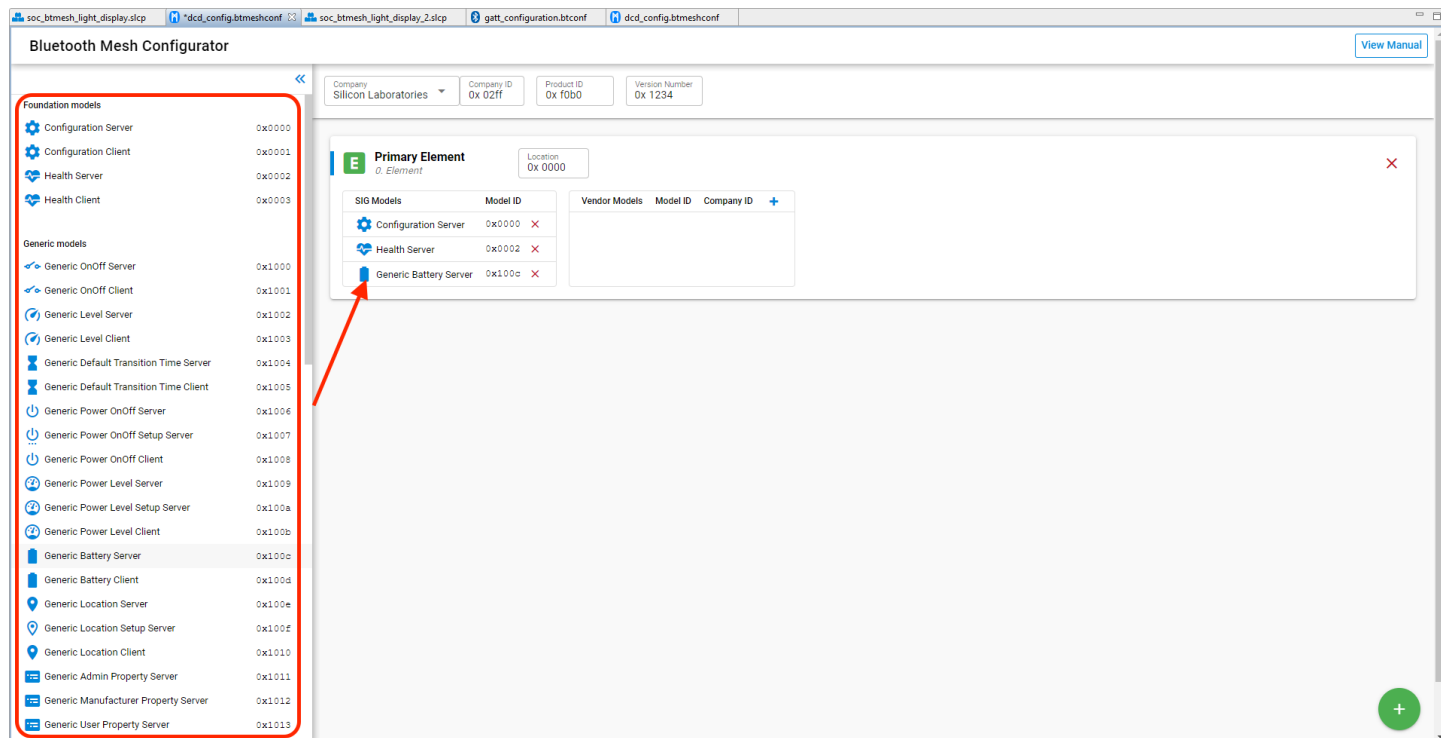 soc_btmesh_light_display.slcp *dcd_config.btmeshconf soc_btmesh_light_display_2.slcp gatt_configuration.btconf dcd_config.btmeshconf
Bluetooth Mesh Configurator
View Manual
Company
Silicon Laboratories
Company ID
0x 02ff
Product ID
0x f0b0
Version Number
0x 1234
Foundation models
Configuration Server 0x0000
Configuration Client 0x0001
Health Server 0x0002
Health Client 0x0003
Generic models
Generic OnOff Server 0x1000
Generic OnOff Client 0x1001
Generic Level Server 0x1002
Generic Level Client 0x1003
Generic Default Transition Time Server 0x1004
Generic Default Transition Time Client 0x1005
Generic Power OnOff Server 0x1006
Generic Power OnOff Setup Server 0x1007
Generic Power OnOff Client 0x1008
Generic Power Level Server 0x1009
Generic Power Level Setup Server 0x100a
Generic Power Level Client 0x100b
Generic Battery Server 0x100c
Generic Battery Client 0x100d
Generic Location Server 0x100e
Generic Location Setup Server 0x100f
Generic Location Client 0x1010
Generic Admin Property Server 0x1011
Generic Manufacturer Property Server 0x1012
Generic User Property Server 0x1013
E
Primary Element
0. Element
Location
0x 0000
SIG Models Model ID
Configuration Server 0x0000
Health Server 0x0002
Generic Battery Server 0x100c
Vendor Models Model ID Company ID